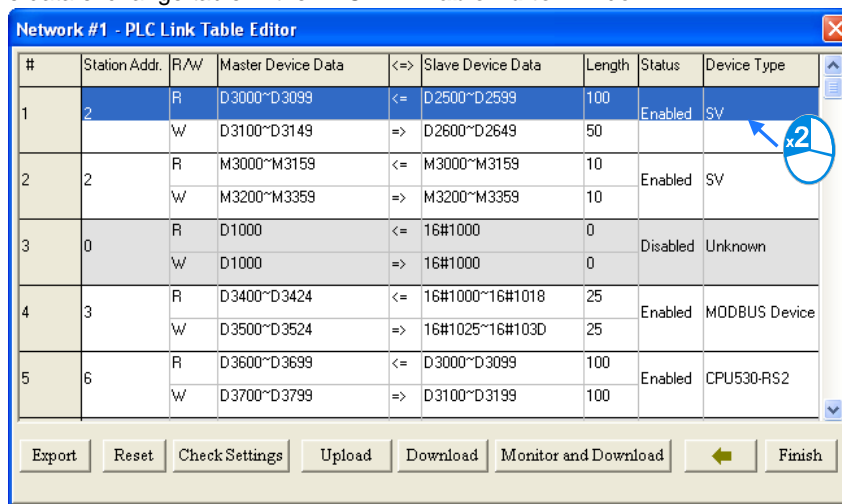 Network #1 - PLC Link Table Editor
# Station Addr. R/W Master Device Data <=> Slave Device Data Length Status Device Type
1 2 R D3000~D3099 <= D2500~D2599 100 Enabled SV
W D3100~D3149 => D2600~D2649 50
x2
2 2 R M3000~M3159 <= M3000~M3159 10 Enabled SV
W M3200~M3359 => M3200~M3359 10
3 0 R D1000 <= 16#1000 0 Disabled Unknown
W D1000 => 16#1000 0
4 3 R D3400~D3424 <= 16#1000~16#1018 25 Enabled MODBUS Device
W D3500~D3524 => 16#1025~16#103D 25
5 6 R D3600~D3699 <= D3000~D3099 100 Enabled CPU530-RS2
W D3700~D3799 => D3100~D3199 100
Export Reset Check Settings Upload Download Monitor and Download Finish